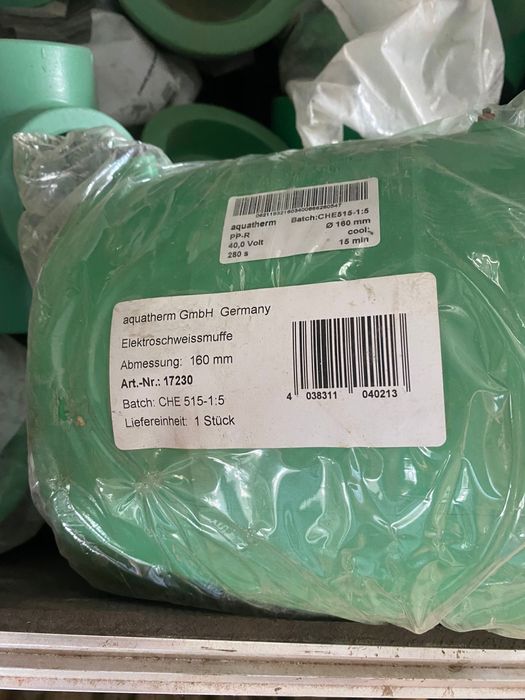 062119321603400666280547
aquatherm Batch:CHE515-1:5
PP-R Ø 160 mm
40,0 Volt cool:
280 s 15 min
aquatherm GmbH Germany
Elektroschweissmuffe
Abmessung: 160 mm
Art.-Nr.: 17230
Batch: CHE 515-1:5
Liefereinheit: 1 Stück
4 038311 040213